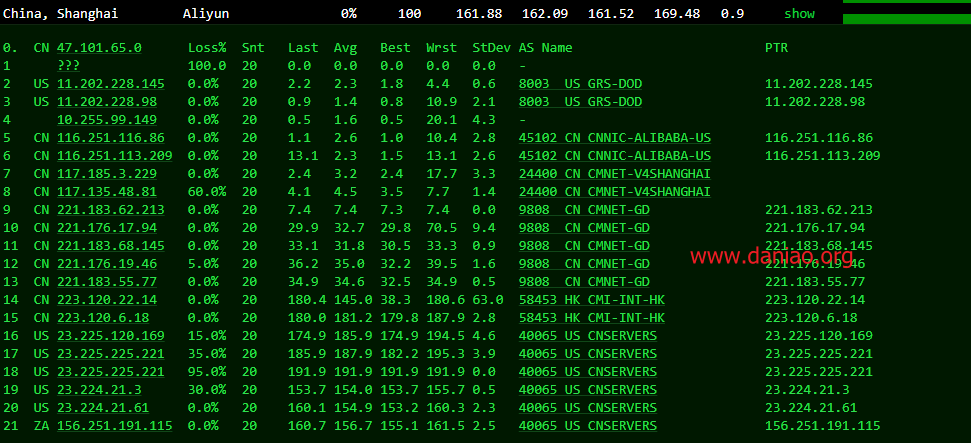 China, Shanghai Aliyun 0% 100 161.88 162.09 161.52 169.48 0.9 show
0. CN 47.101.65.0 Loss% Snt Last Avg Best Wrst StDev AS Name PTR
1 ??? 100.0 20 0.0 0.0 0.0 0.0 0.0 -
2 US 11.202.228.145 0.0% 20 2.2 2.3 1.8 4.4 0.6 8003 US GRS-DOD 11.202.228.145
3 US 11.202.228.98 0.0% 20 0.9 1.4 0.8 10.9 2.1 8003 US GRS-DOD 11.202.228.98
4 10.255.99.149 0.0% 20 0.5 1.6 0.5 20.1 4.3 -
5 CN 116.251.116.86 0.0% 20 1.1 2.6 1.0 10.4 2.8 45102 CN CNNIC-ALIBABA-US 116.251.116.86
6 CN 116.251.113.209 0.0% 20 13.1 2.3 1.5 13.1 2.6 45102 CN CNNIC-ALIBABA-US 116.251.113.209
7 CN 117.185.3.229 0.0% 20 2.4 3.2 2.4 17.7 3.3 24400 CN CMNET-V4SHANGHAI
8 CN 117.135.48.81 60.0% 20 4.1 4.5 3.5 7.7 1.4 24400 CN CMNET-V4SHANGHAI
9 CN 221.183.62.213 0.0% 20 7.4 7.4 7.3 7.4 0.0 9808 CN CMNET-GD 221.183.62.213
10 CN 221.176.17.94 0.0% 20 29.9 32.7 29.8 70.5 9.4 9808 CN CMNET-GD 221.176.17.94
11 CN 221.183.68.145 0.0% 20 33.1 31.8 30.5 33.3 0.9 9808 CN CMNET-GD 221.183.68.145
www.daniao.org
12 CN 221.176.19.46 5.0% 20 36.2 35.0 32.2 39.5 1.6 9808 CN CMNET-GD 221.176.19.46
13 CN 221.183.55.77 0.0% 20 34.9 34.6 32.5 34.9 0.5 9808 CN CMNET-GD 221.183.55.77
14 CN 223.120.22.14 0.0% 20 180.4 145.0 38.3 180.6 63.0 58453 HK CMI-INT-HK 223.120.22.14
15 CN 223.120.6.18 0.0% 20 180.0 181.2 179.8 187.9 2.8 58453 HK CMI-INT-HK 223.120.6.18
16 US 23.225.120.169 15.0% 20 174.9 185.9 174.9 194.5 4.6 40065 US CNSERVERS 23.225.120.169
17 US 23.225.225.221 35.0% 20 185.9 187.9 182.2 195.3 3.9 40065 US CNSERVERS 23.225.225.221
18 US 23.225.225.221 95.0% 20 191.9 191.9 191.9 191.9 0.0 40065 US CNSERVERS 23.225.225.221
19 US 23.224.21.3 30.0% 20 153.7 154.0 153.7 155.7 0.5 40065 US CNSERVERS 23.224.21.3
20 US 23.224.21.61 0.0% 20 160.1 154.9 153.2 160.3 2.3 40065 US CNSERVERS 23.224.21.61
21 ZA 156.251.191.115 0.0% 20 160.7 156.7 155.1 161.5 2.5 40065 US CNSERVERS 156.251.191.115